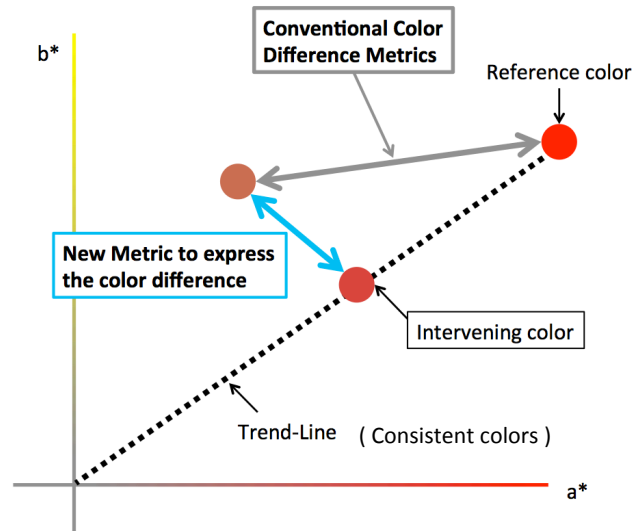 Conventional Color
Difference Metrics
b*
Reference color
New Metric to express
the color difference
Intervening color
Trend-Line ( Consistent colors )
a*